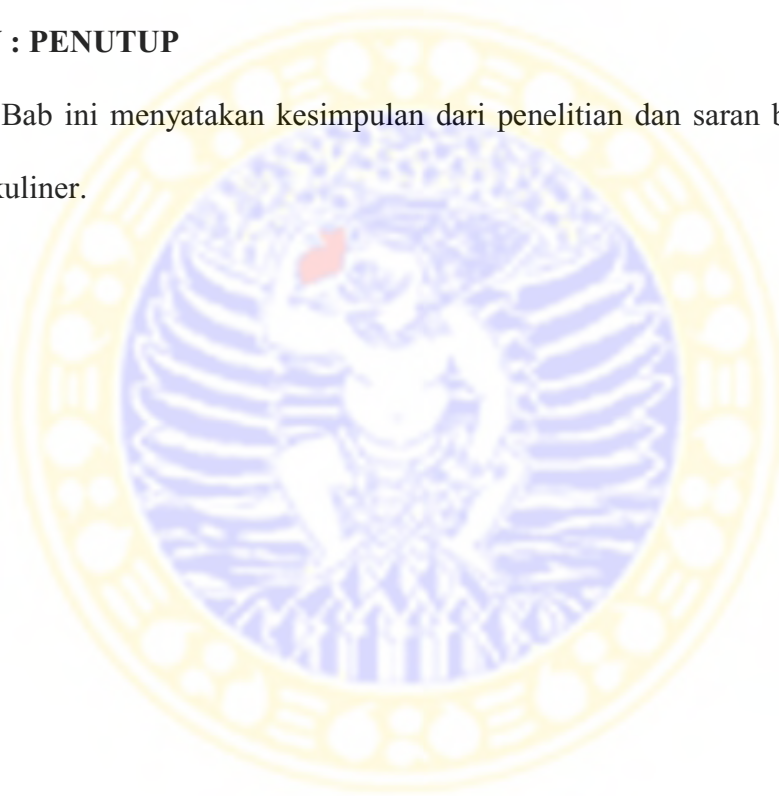 : PENUTUP
Bab ini menyatakan kesimpulan dari penelitian dan saran
kuliner.